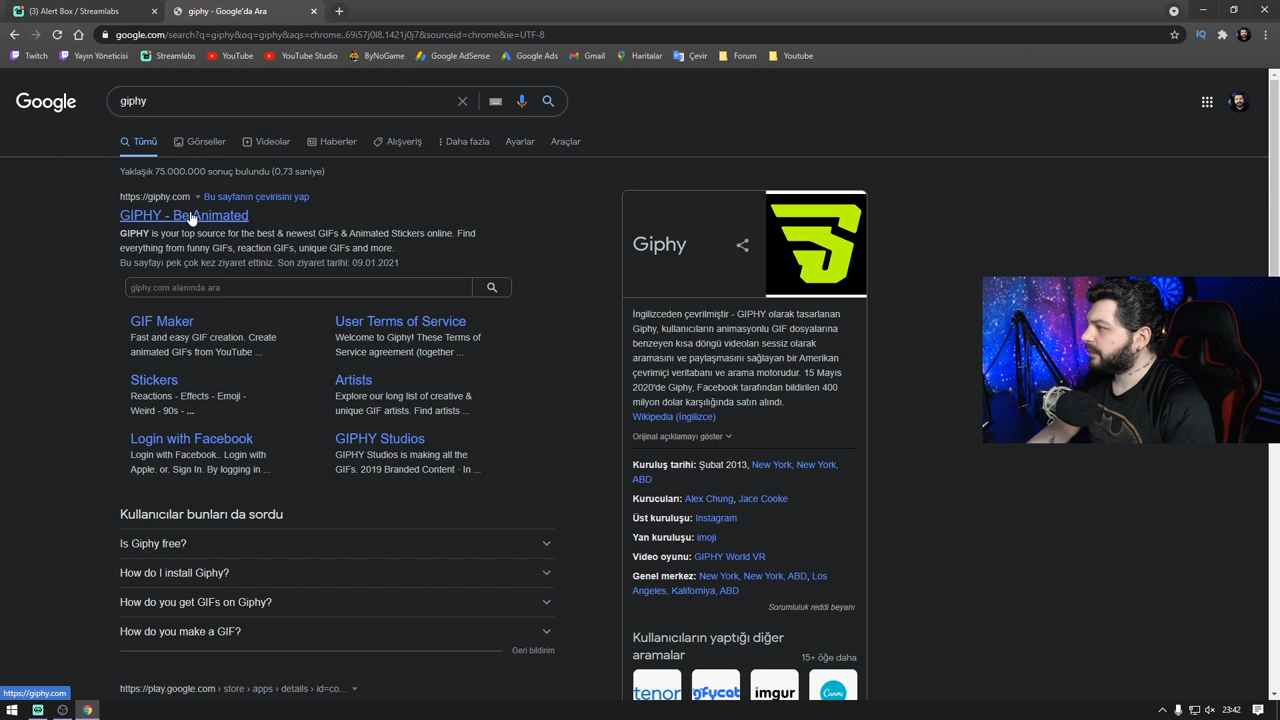 (3) Alert Box / Streamlabs
giphy - Google'da Ara
google.com/search?q=giphy&oq=giphy&aqs=chrome..69i57j0l8.1421j0j7&sourceid=chrome&ie=UTF-8
Twitch
Yayın Yöneticisi
Streamlabs
YouTube
YouTube Studio
ByNoGame
Google AdSense
Google Ads
Gmail
Haritalar
Çevir
Forum
Youtube
Google
giphy
Tümü
Görseller
Videolar
Haberler
Alışveriş
Daha fazla
Ayarlar
Araçlar
Yaklaşık 75.000.000 sonuç bulundu (0,73 saniye)
https://giphy.com
Bu sayfanın çevirisini yap
GIPHY - Be Animated
GIPHY is your top source for the best & newest GIFs & Animated Stickers online. Find
everything from funny GIFs, reaction GIFs, unique GIFs and more.
Bu sayfayı pek çok kez ziyaret ettiniz. Son ziyaret tarihi: 09.01.2021
giphy.com alanında ara
GIF Maker
Fast and easy GIF creation. Create
animated GIFs from YouTube ...
User Terms of Service
Welcome to Giphy! These Terms of
Service agreement (together ...
Stickers
Reactions - Effects - Emoji -
Weird - 90s - ...
Artists
Explore our long list of creative &
unique GIF artists. Find artists ...
Login with Facebook
Login with Facebook.. Login with
Apple. or. Sign In. By logging in ...
GIPHY Studios
GIPHY Studios is making all the
GIFs. 2019 Branded Content · In ...
Kullanıcılar bunları da sordu
Is Giphy free?
How do I install Giphy?
How do you get GIFs on Giphy?
How do you make a GIF?
Geri bildirim
https://play.google.com › store › apps › details › id=co...
Giphy
İngilizceden çevrilmiştir - GIPHY olarak tasarlanan
Giphy, kullanıcıların animasyonlu GIF dosyalarına
benzeyen kısa döngü videoları sessiz olarak
aramasını ve paylaşmasını sağlayan bir Amerikan
çevrimiçi veritabanı ve arama motorudur. 15 Mayıs
2020'de Giphy, Facebook tarafından bildirilen 400
milyon dolar karşılığında satın alındı.
Wikipedia (İngilizce)
Orijinal açıklamayı göster
Kuruluş tarihi: Şubat 2013, New York, New York,
ABD
Kurucuları: Alex Chung, Jace Cooke
Üst kuruluşu: Instagram
Yan kuruluşu: imoji
Video oyunu: GIPHY World VR
Genel merkez: New York, New York, ABD, Los
Angeles, Kaliforniya, ABD
Sorumluluk reddi beyanı
Kullanıcıların yaptığı diğer
aramalar
15+ öğe daha
tenor
gfycat
imgur
Canva
https://giphy.com
23:42